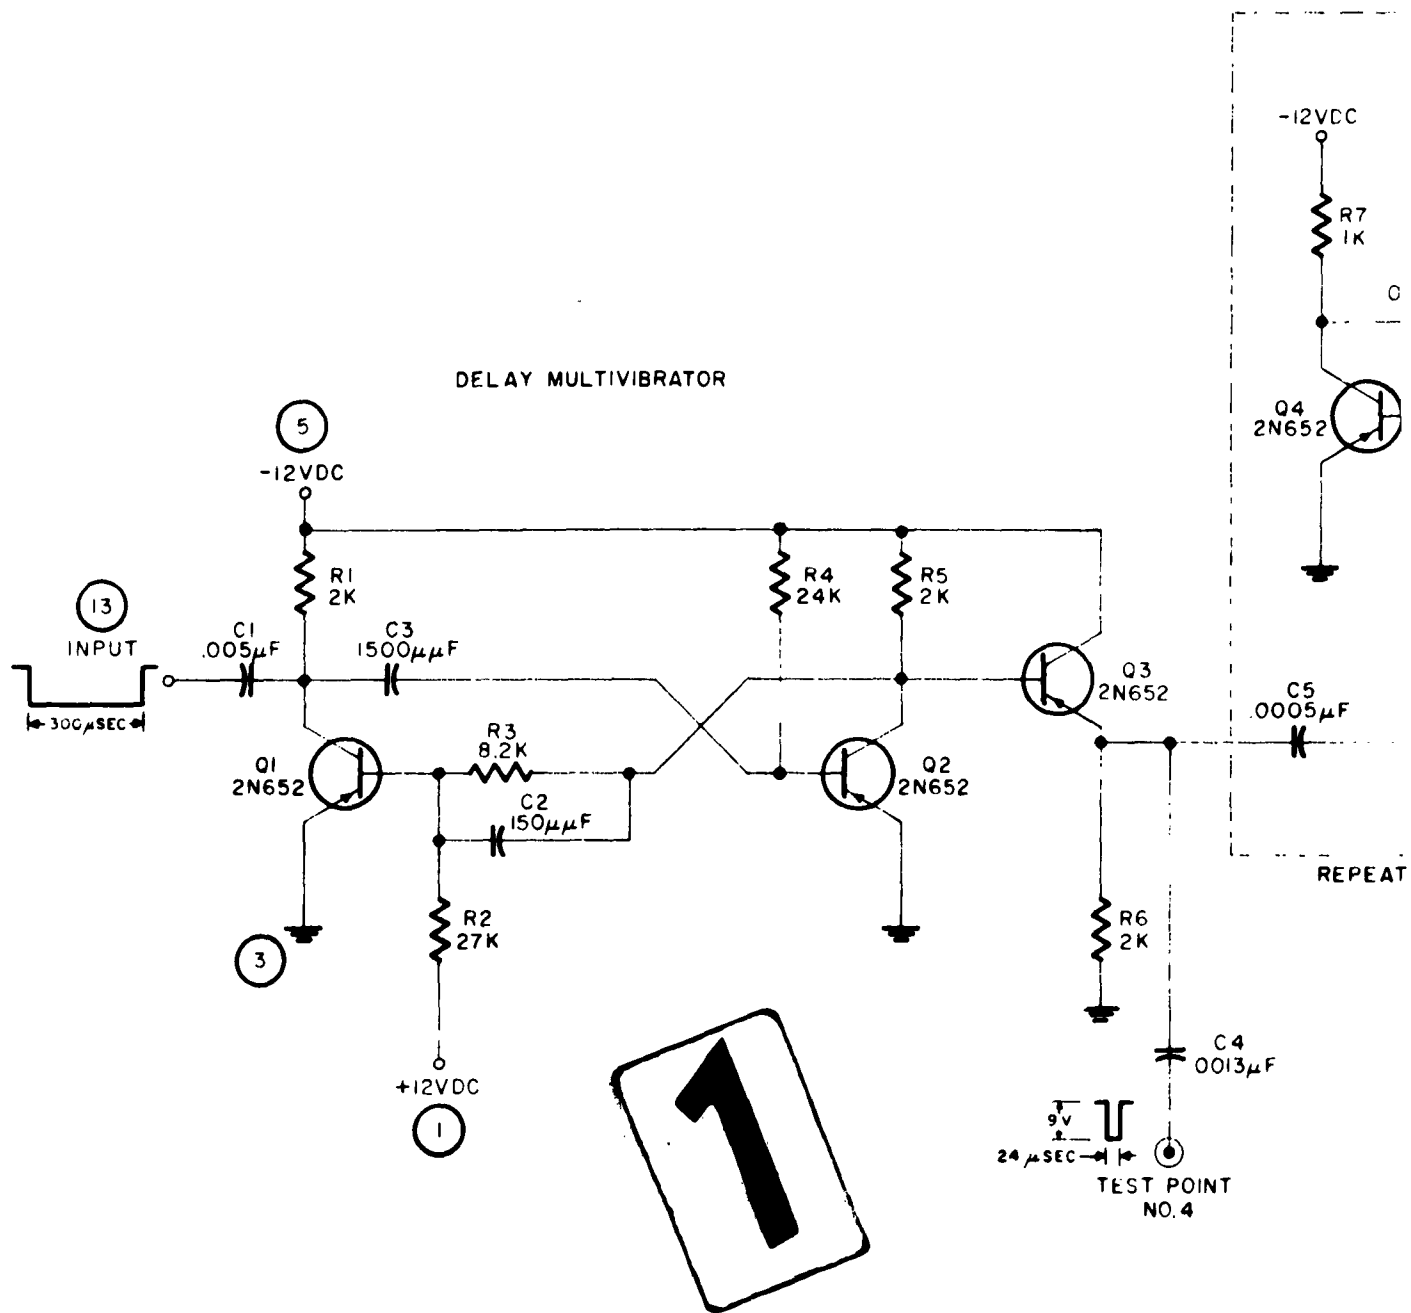 -12VDC
R7
1K
DELAY MULTIVIBRATOR
Q4
2N652
5
-12VDC
R1
2K
R4
24K
R5
2K
13
INPUT
300µSEC
C1
.005µF
C3
1500µµF
Q3
2N652
C5
.0005µF
R3
8.2K
Q1
2N652
C2
150µµF
Q2
2N652
REPEAT
R2
27K
R6
2K
3
+12VDC
1
C4
.0013µF
9V
24 µSEC
TEST POINT
NO. 4
1